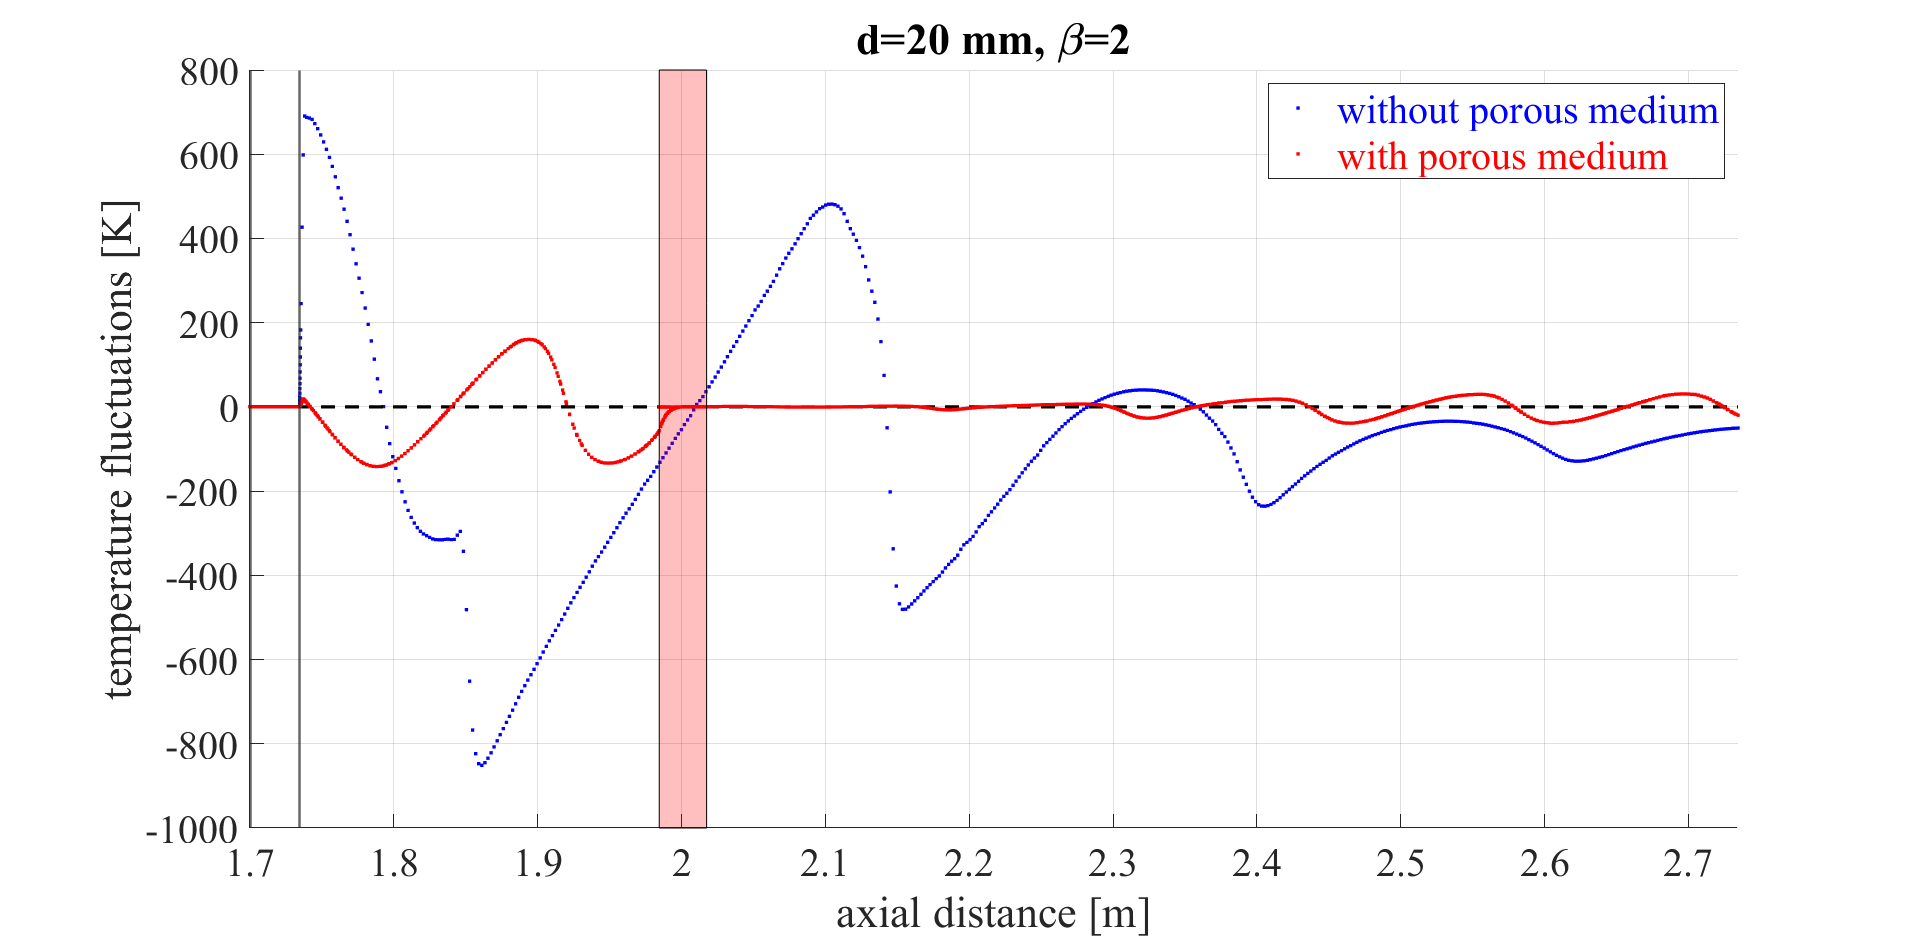 d=20 mm, β=2
temperature fluctuations [K]
800
600
400
200
0
-200
-400
-600
-800
-1000
without porous medium
with porous medium
1.7 1.8 1.9 2 2.1 2.2 2.3 2.4 2.5 2.6 2.7
axial distance [m]